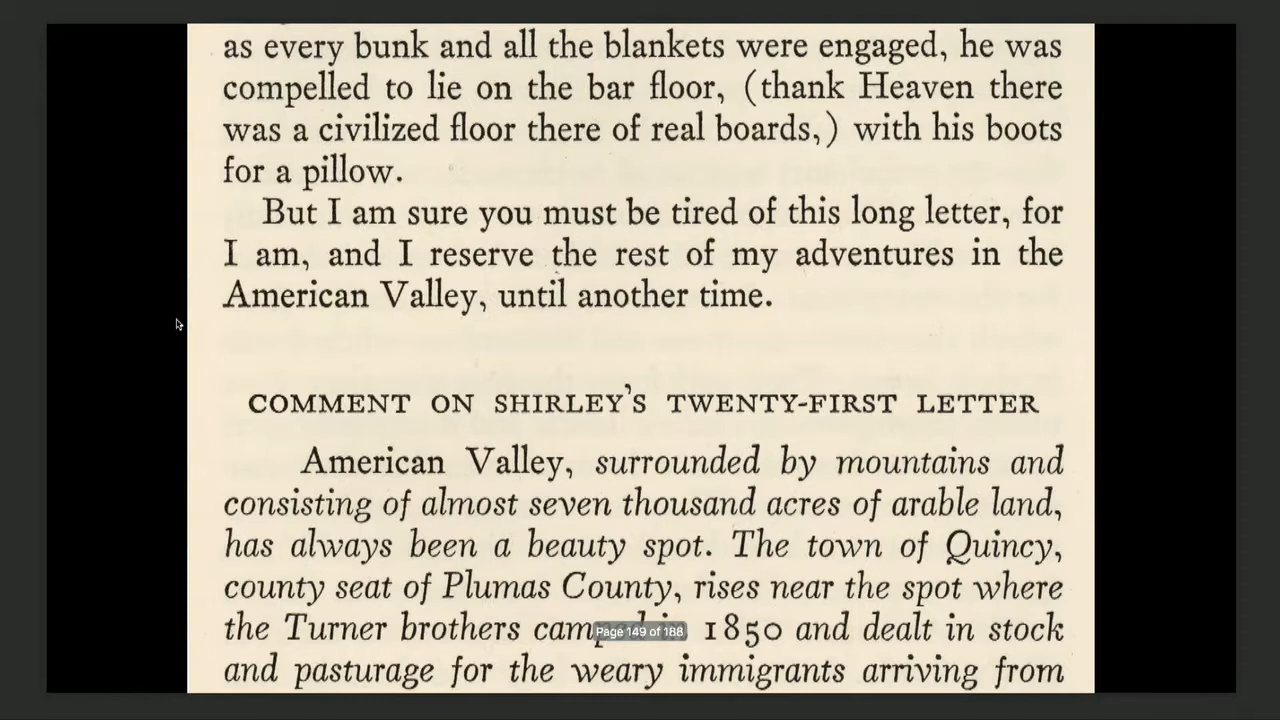 as every bunk and all the blankets were engaged, he was
compelled to lie on the bar floor, (thank Heaven there
was a civilized floor there of real boards,) with his boots
for a pillow.
But I am sure you must be tired of this long letter, for
I am, and I reserve the rest of my adventures in the
American Valley, until another time.
COMMENT ON SHIRLEY'S TWENTY-FIRST LETTER
American Valley, surrounded by mountains and
consisting of almost seven thousand acres of arable land,
has always been a beauty spot. The town of Quincy,
county seat of Plumas County, rises near the spot where
the Turner brothers camped in 1850 and dealt in stock
Page 149 of 188
and pasturage for the weary immigrants arriving from